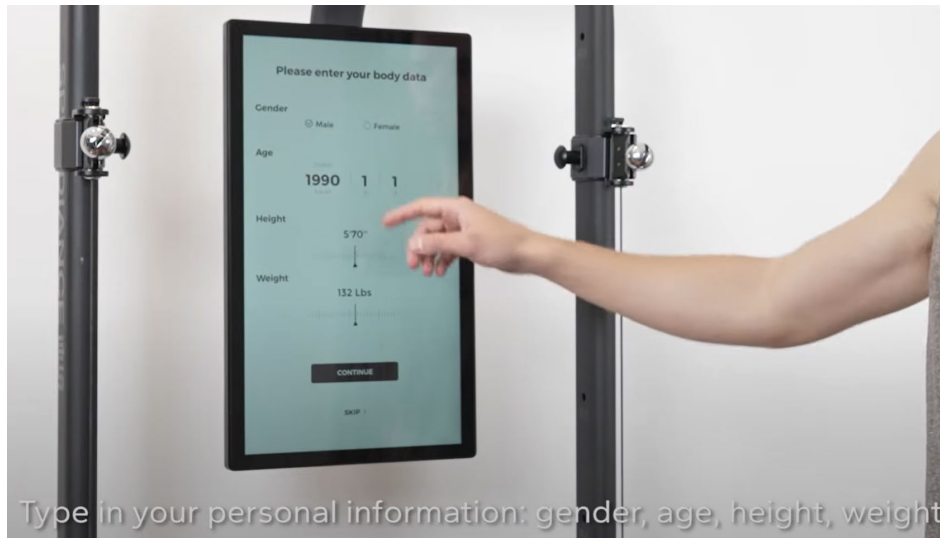 Please enter your body data
Gender
Male Female
Age
1990 1 1
Height
5'70"
Weight
132 Lbs
CONTINUE
SKIP ›
Type in your personal information: gender, age, height, weight